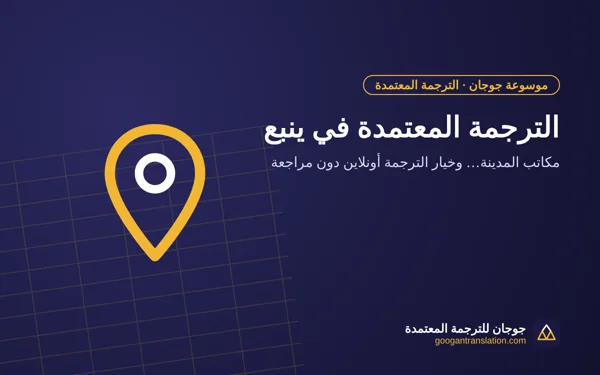 موسوعة جوجان · الترجمة المعتمدة
الترجمة المعتمدة في ينبع
مكاتب المدينة… وخيار الترجمة أونلاين دون مراجعة
جوجان للترجمة المعتمدة
googantranslation.com